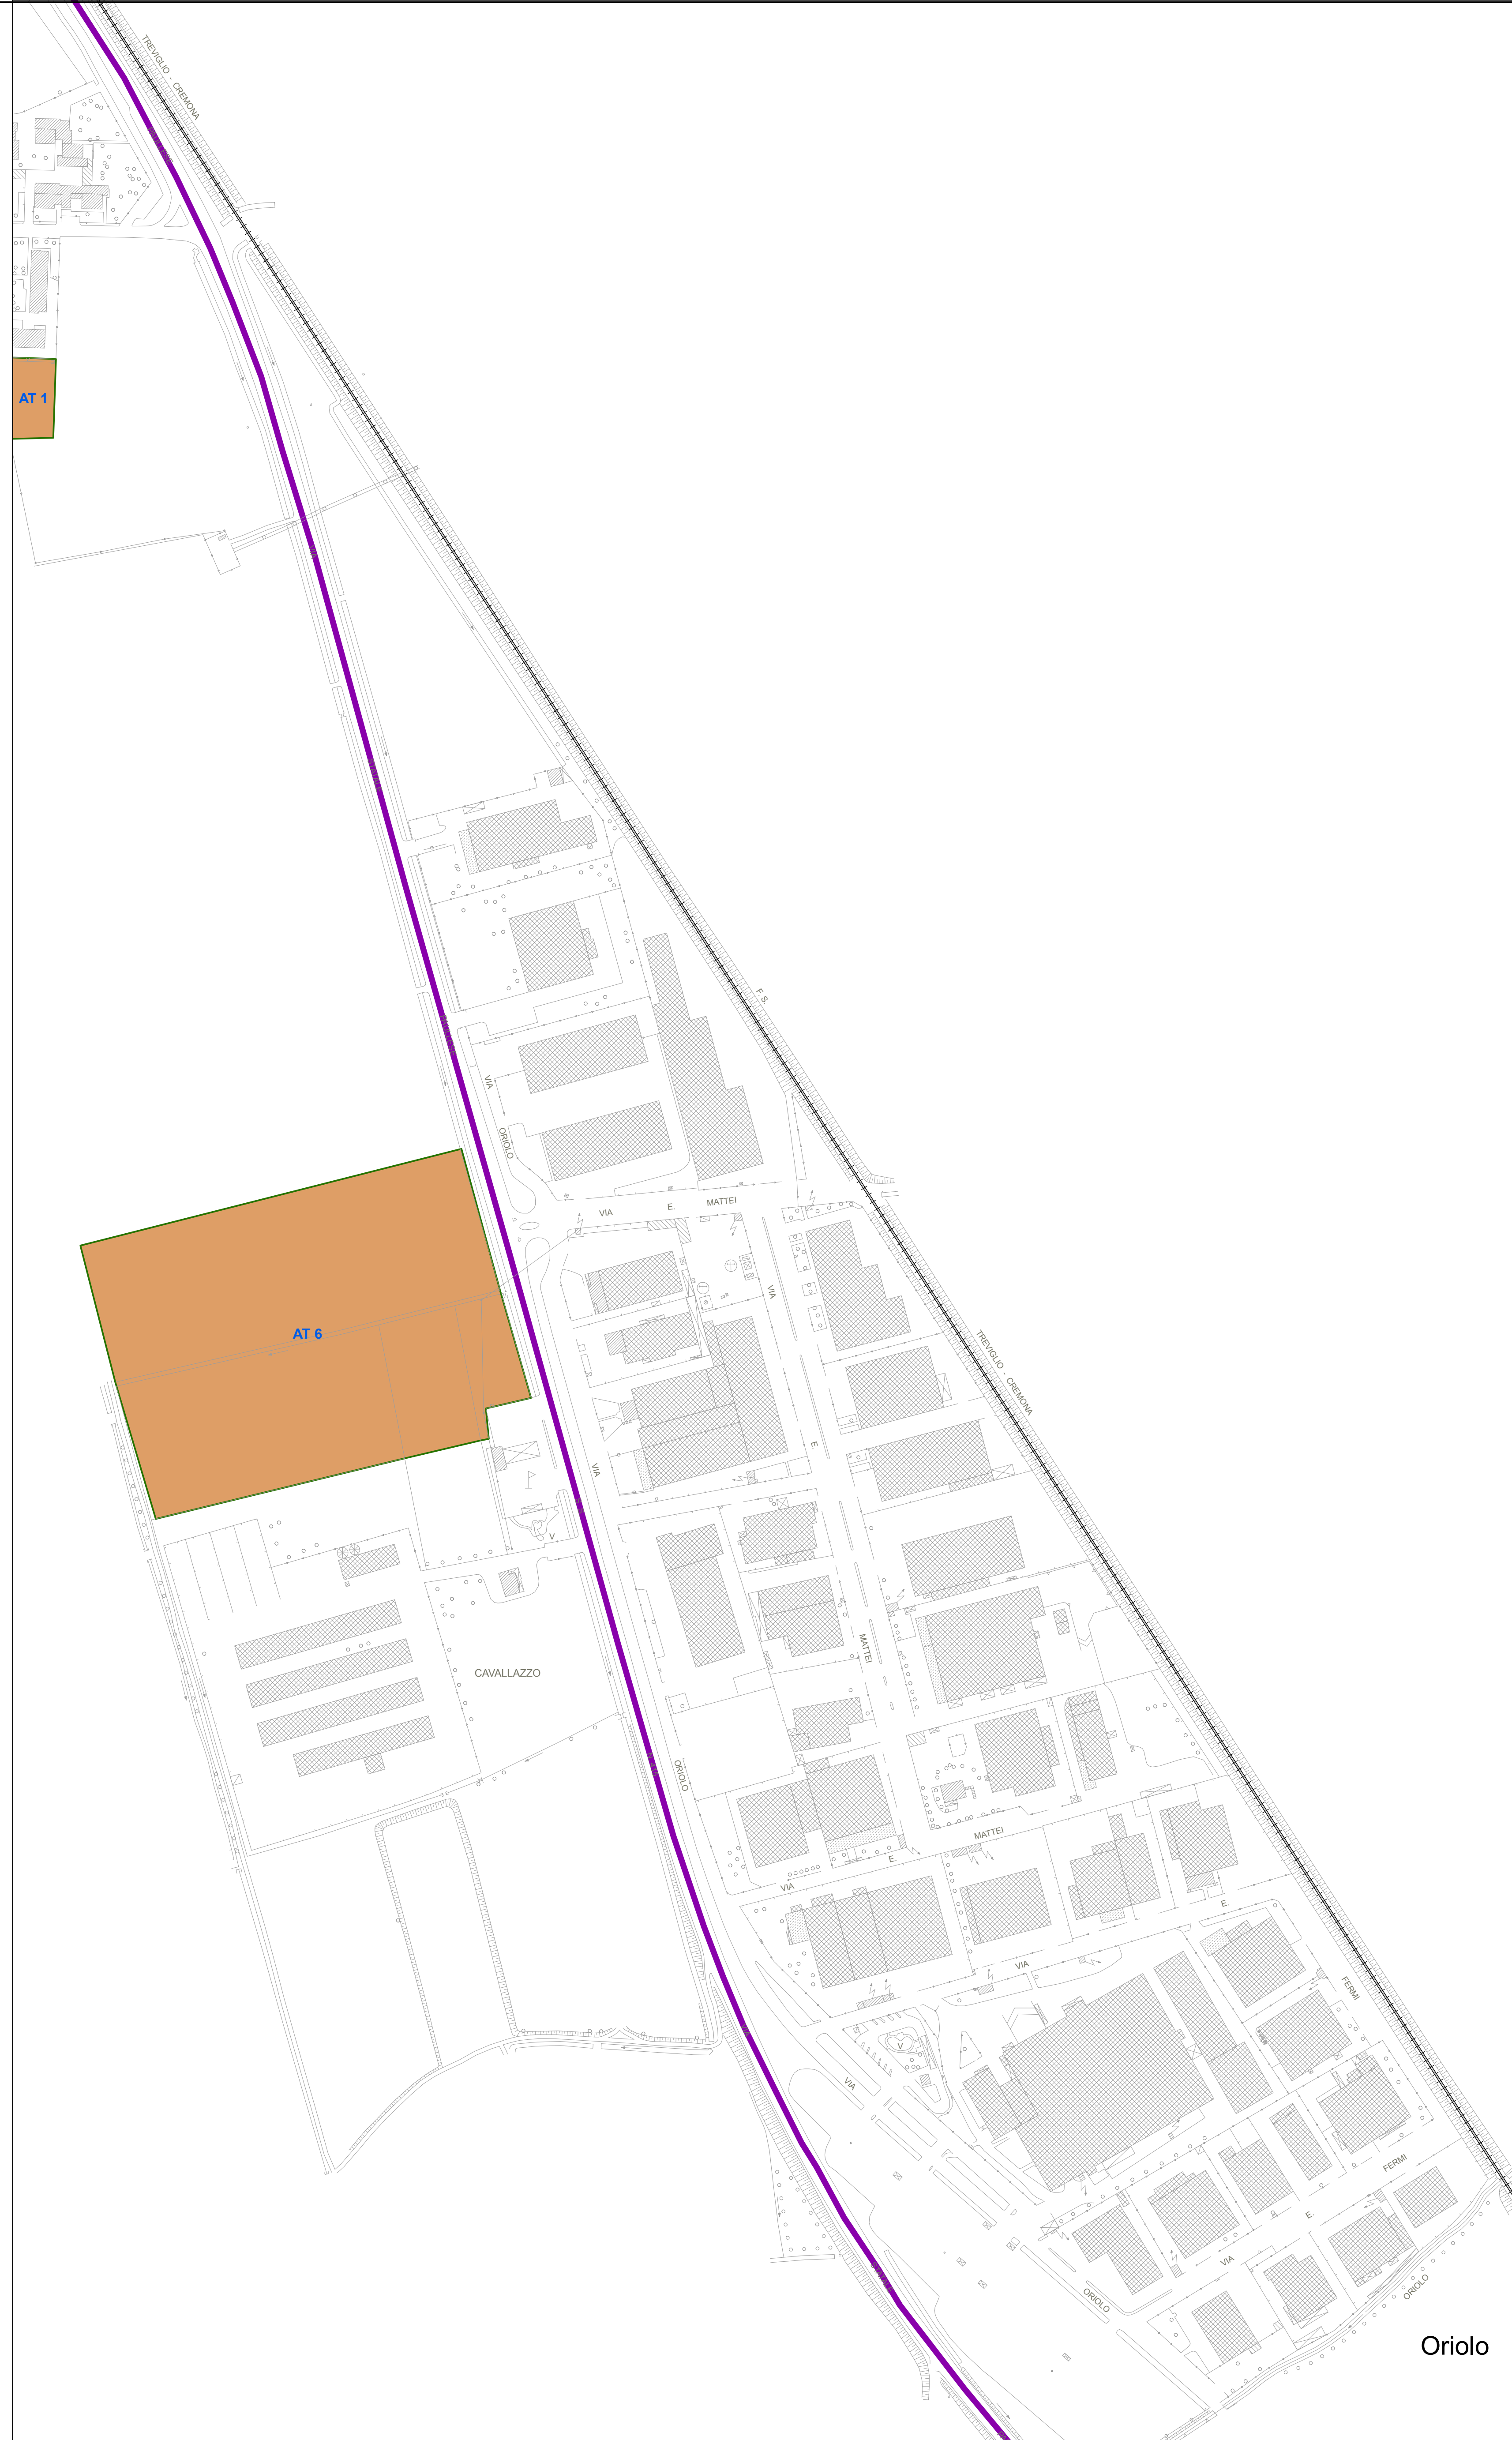 TREVIGLIO - CREMONA
AT 1
F. S.
VIA
ORIOLO
VIA E. MATTEI
AT 6
VIA
TREVIGLIO - CREMONA
E.
VIA
V
MATTEI
CAVALLAZZO
ORIOLO
VIA E. MATTEI
E.
VIA
FERMI
V
VIA
FERMI
E.
VIA
ORIOLO
ORIOLO
Oriolo